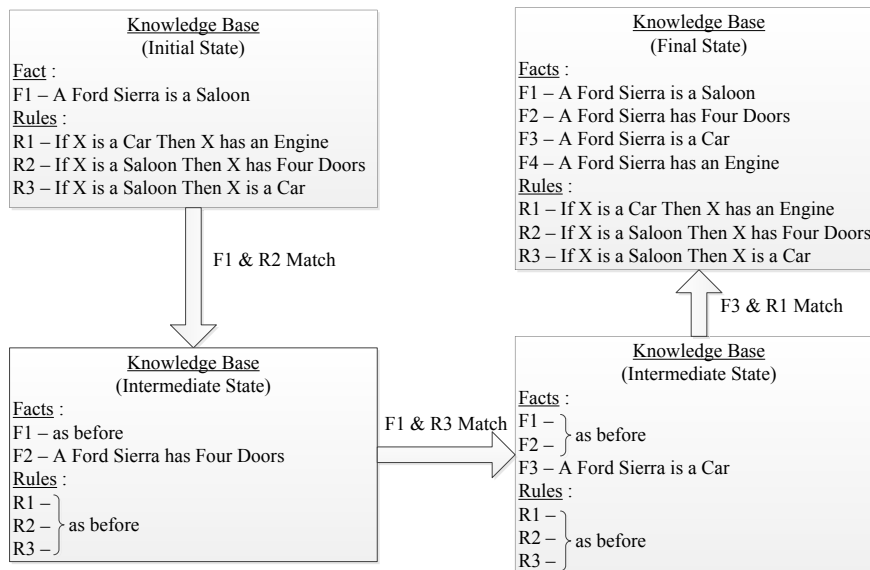 Knowledge Base
(Initial State)
Fact :
F1 – A Ford Sierra is a Saloon
Rules :
R1 – If X is a Car Then X has an Engine
R2 – If X is a Saloon Then X has Four Doors
R3 – If X is a Saloon Then X is a Car
F1 & R2 Match
Knowledge Base
(Intermediate State)
Facts :
F1 – as before
F2 – A Ford Sierra has Four Doors
Rules :
R1 –
R2 – as before
R3 –
F1 & R3 Match
Knowledge Base
(Intermediate State)
Facts :
F1 –
F2 – as before
F3 – A Ford Sierra is a Car
Rules :
R1 –
R2 – as before
R3 –
F3 & R1 Match
Knowledge Base
(Final State)
Facts :
F1 – A Ford Sierra is a Saloon
F2 – A Ford Sierra has Four Doors
F3 – A Ford Sierra is a Car
F4 – A Ford Sierra has an Engine
Rules :
R1 – If X is a Car Then X has an Engine
R2 – If X is a Saloon Then X has Four Doors
R3 – If X is a Saloon Then X is a Car